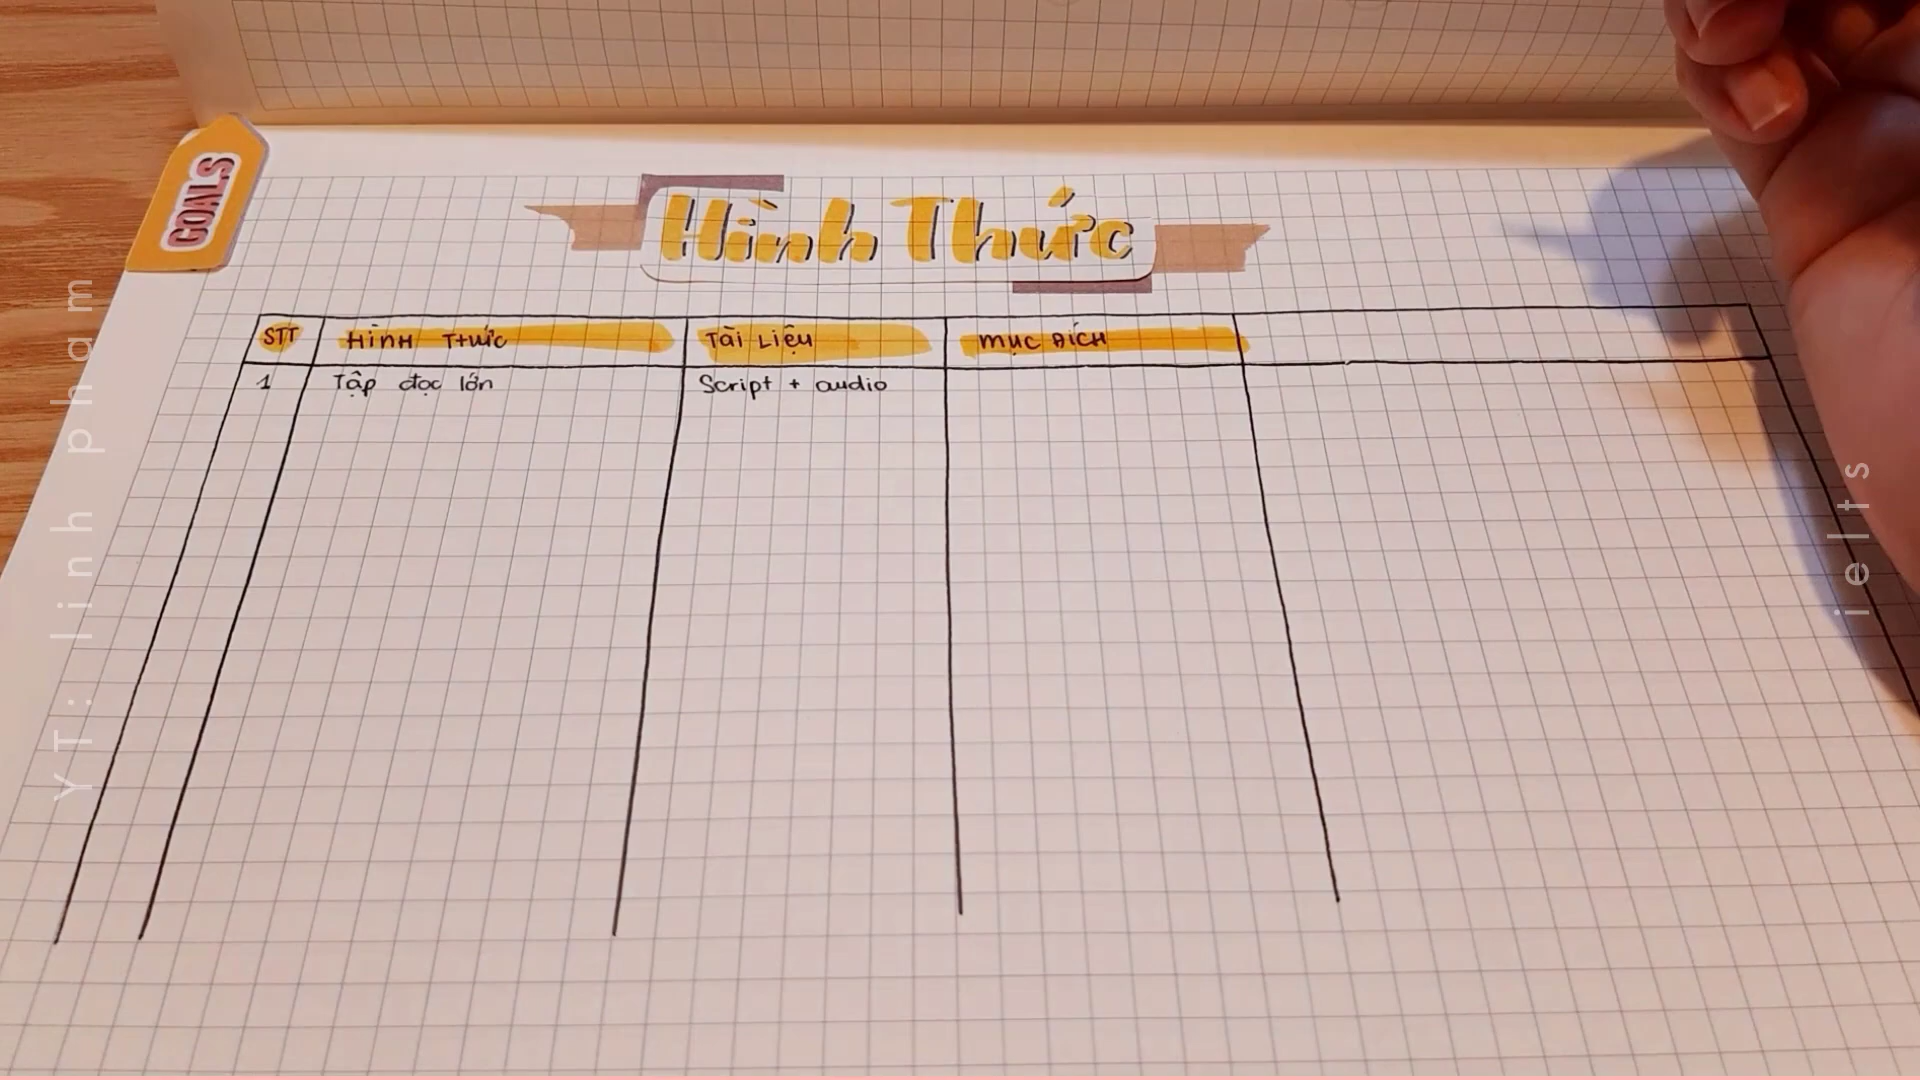 GOALS
Hình Thức
STT Hình Thức Tài Liệu Mục Đích
1 Tập đọc lớn Script + audio
YT: linh pham
ielts